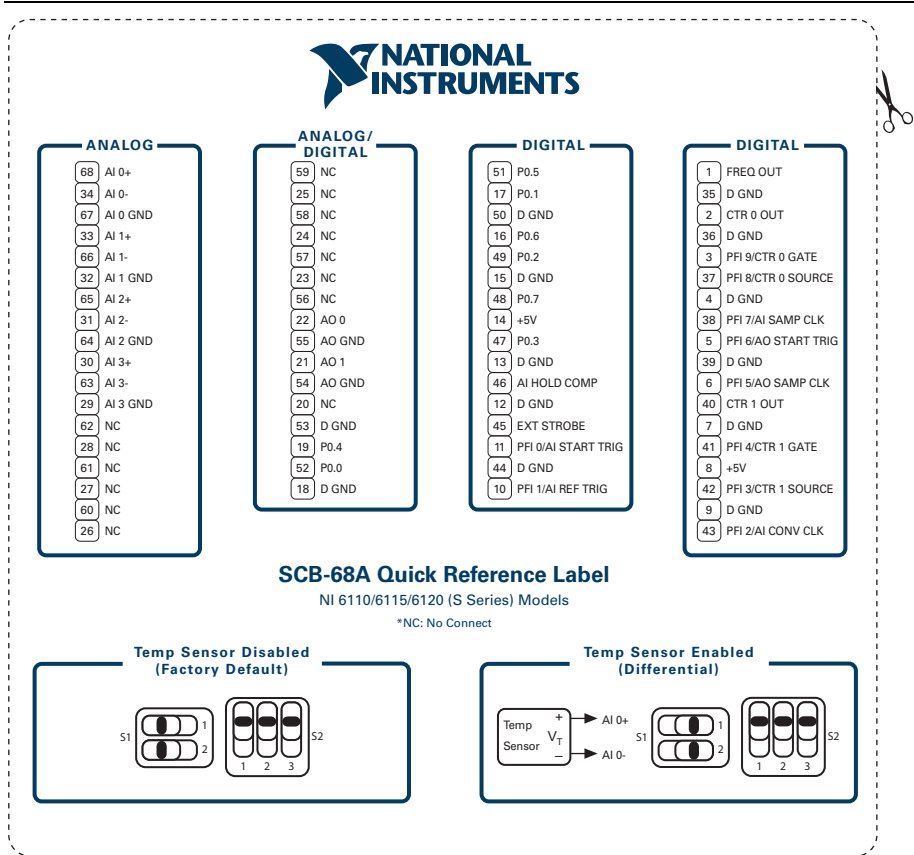 NATIONAL
INSTRUMENTS
ANALOG
68 AI 0+
34 AI 0-
67 AI 0 GND
33 AI 1+
66 AI 1-
32 AI 1 GND
65 AI 2+
31 AI 2-
64 AI 2 GND
30 AI 3+
63 AI 3-
29 AI 3 GND
62 NC
28 NC
61 NC
27 NC
60 NC
26 NC
ANALOG/
DIGITAL
59 NC
25 NC
58 NC
24 NC
57 NC
23 NC
56 NC
22 AO 0
55 AO GND
21 AO 1
54 AO GND
20 NC
53 D GND
19 P0.4
52 P0.0
18 D GND
DIGITAL
51 P0.5
17 P0.1
50 D GND
16 P0.6
49 P0.2
15 D GND
48 P0.7
14 +5V
47 P0.3
13 D GND
46 AI HOLD COMP
12 D GND
45 EXT STROBE
11 PFI 0/AI START TRIG
44 D GND
10 PFI 1/AI REF TRIG
DIGITAL
1 FREQ OUT
35 D GND
2 CTR 0 OUT
36 D GND
3 PFI 9/CTR 0 GATE
37 PFI 8/CTR 0 SOURCE
4 D GND
38 PFI 7/AI SAMP CLK
5 PFI 6/AO START TRIG
39 D GND
6 PFI 5/AO SAMP CLK
40 CTR 1 OUT
7 D GND
41 PFI 4/CTR 1 GATE
8 +5V
42 PFI 3/CTR 1 SOURCE
9 D GND
43 PFI 2/AI CONV CLK
SCB-68A Quick Reference Label
NI 6110/6115/6120 (S Series) Models
*NC: No Connect
Temp Sensor Disabled
(Factory Default)
S1
1
2
1 2 3
S2
Temp Sensor Enabled
(Differential)
Temp
Sensor
+
VT
–
AI 0+
AI 0-
S1
1
2
1 2 3
S2